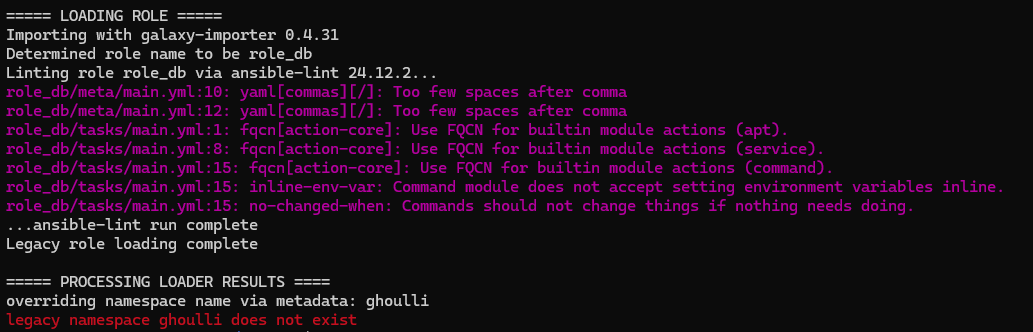 ===== LOADING ROLE =====
Importing with galaxy-importer 0.4.31
Determined role name to be role_db
Linting role role_db via ansible-lint 24.12.2...
role_db/meta/main.yml:10: yaml[commas][/]: Too few spaces after comma
role_db/meta/main.yml:12: yaml[commas][/]: Too few spaces after comma
role_db/tasks/main.yml:1: fqcn[action-core]: Use FQCN for builtin module actions (apt).
role_db/tasks/main.yml:8: fqcn[action-core]: Use FQCN for builtin module actions (service).
role_db/tasks/main.yml:15: fqcn[action-core]: Use FQCN for builtin module actions (command).
role_db/tasks/main.yml:15: inline-env-var: Command module does not accept setting environment variables inline.
role_db/tasks/main.yml:15: no-changed-when: Commands should not change things if nothing needs doing.
...ansible-lint run complete
Legacy role loading complete

===== PROCESSING LOADER RESULTS ====
overriding namespace name via metadata: ghoulli
legacy namespace ghoulli does not exist